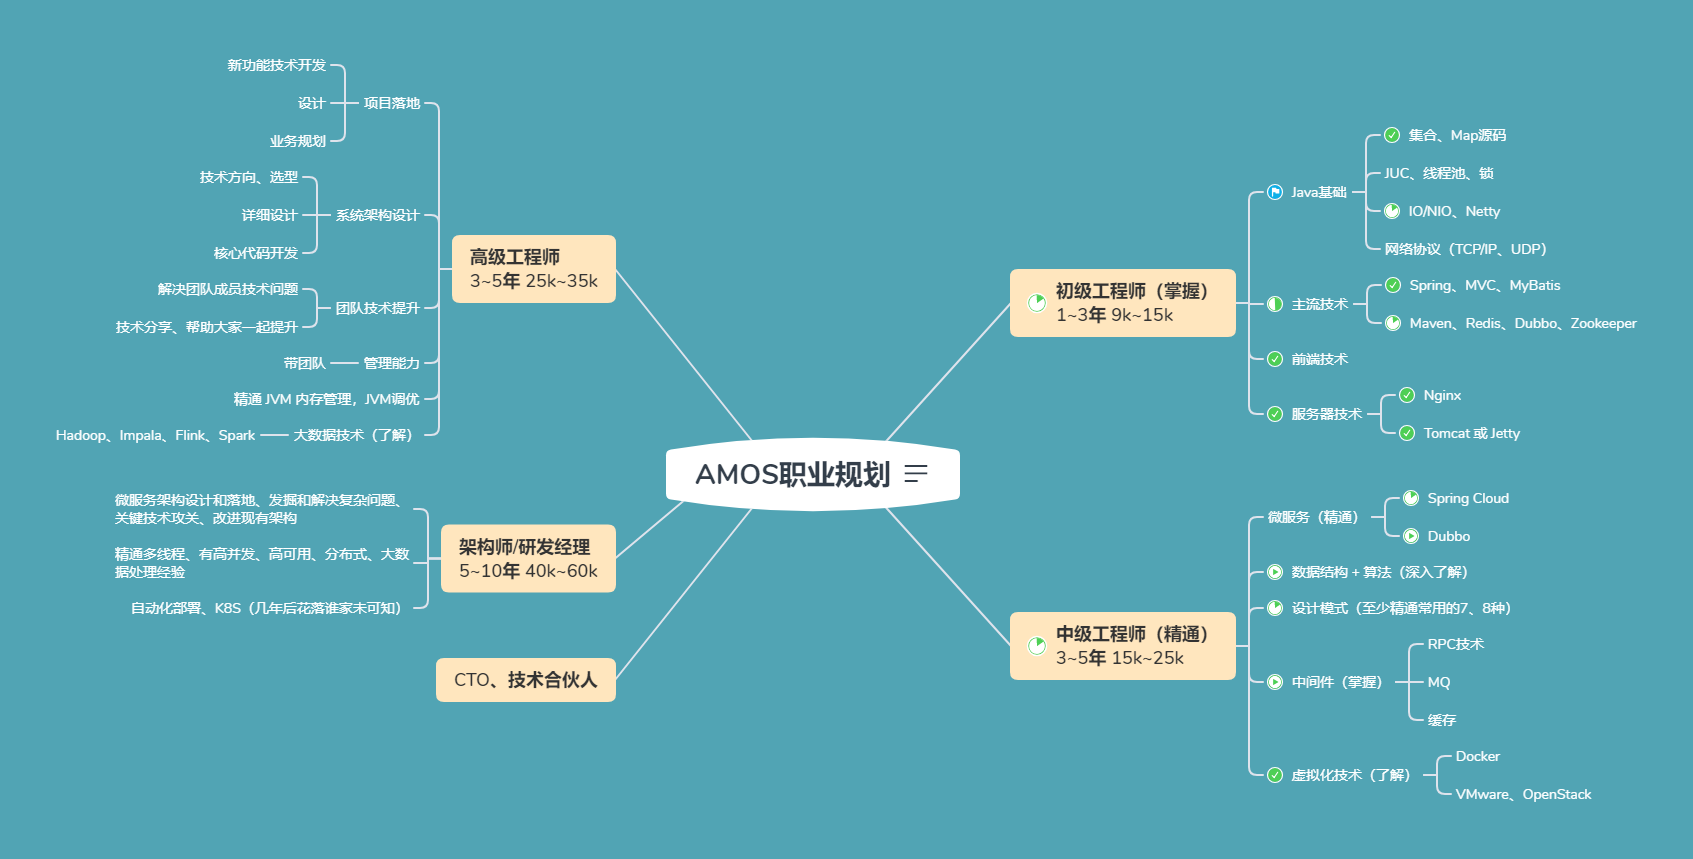 AMOS职业规划
初级工程师（掌握）
1~3年 9k~15k
Java基础
集合、Map源码
JUC、线程池、锁
IO/NIO、Netty
网络协议（TCP/IP、UDP）
主流技术
Spring、MVC、MyBatis
Maven、Redis、Dubbo、Zookeeper
前端技术
服务器技术
Nginx
Tomcat 或 Jetty
中级工程师（精通）
3~5年 15k~25k
微服务（精通）
Spring Cloud
Dubbo
数据结构 + 算法（深入了解）
设计模式（至少精通常用的7、8种）
中间件（掌握）
RPC技术
MQ
缓存
虚拟化技术（了解）
Docker
VMware、OpenStack
高级工程师
3~5年 25k~35k
项目落地
新功能技术开发
设计
业务规划
系统架构设计
技术方向、选型
详细设计
核心代码开发
团队技术提升
解决团队成员技术问题
技术分享、帮助大家一起提升
管理能力
带团队
精通 JVM 内存管理，JVM调优
大数据技术（了解）
Hadoop、Impala、Flink、Spark
架构师/研发经理
5~10年 40k~60k
微服务架构设计和落地、发掘和解决复杂问题、
关键技术攻关、改进现有架构
精通多线程、有高并发、高可用、分布式、大数
据处理经验
自动化部署、K8S（几年后花落谁家未可知）
CTO、技术合伙人